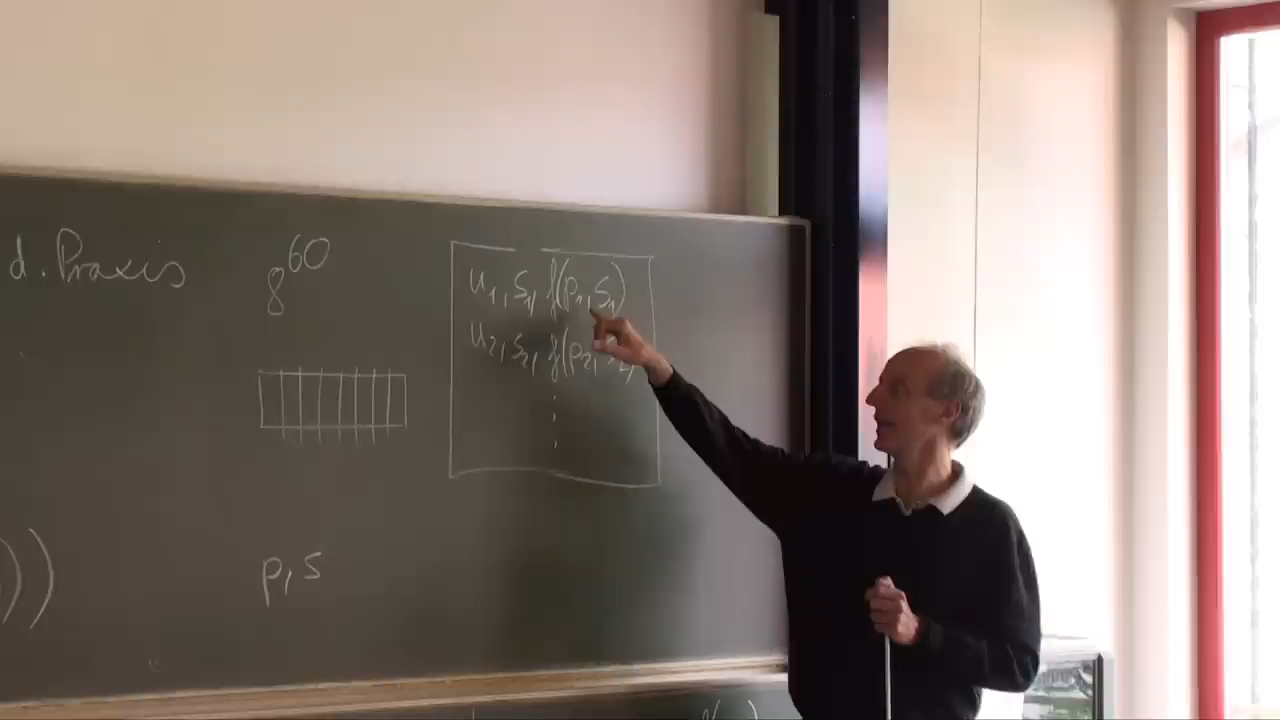 d. Praxis
8^60
u₁, s₁, f(p₁, s₁)
u₂, s₂, f(p₂, s₂)
))
p, s